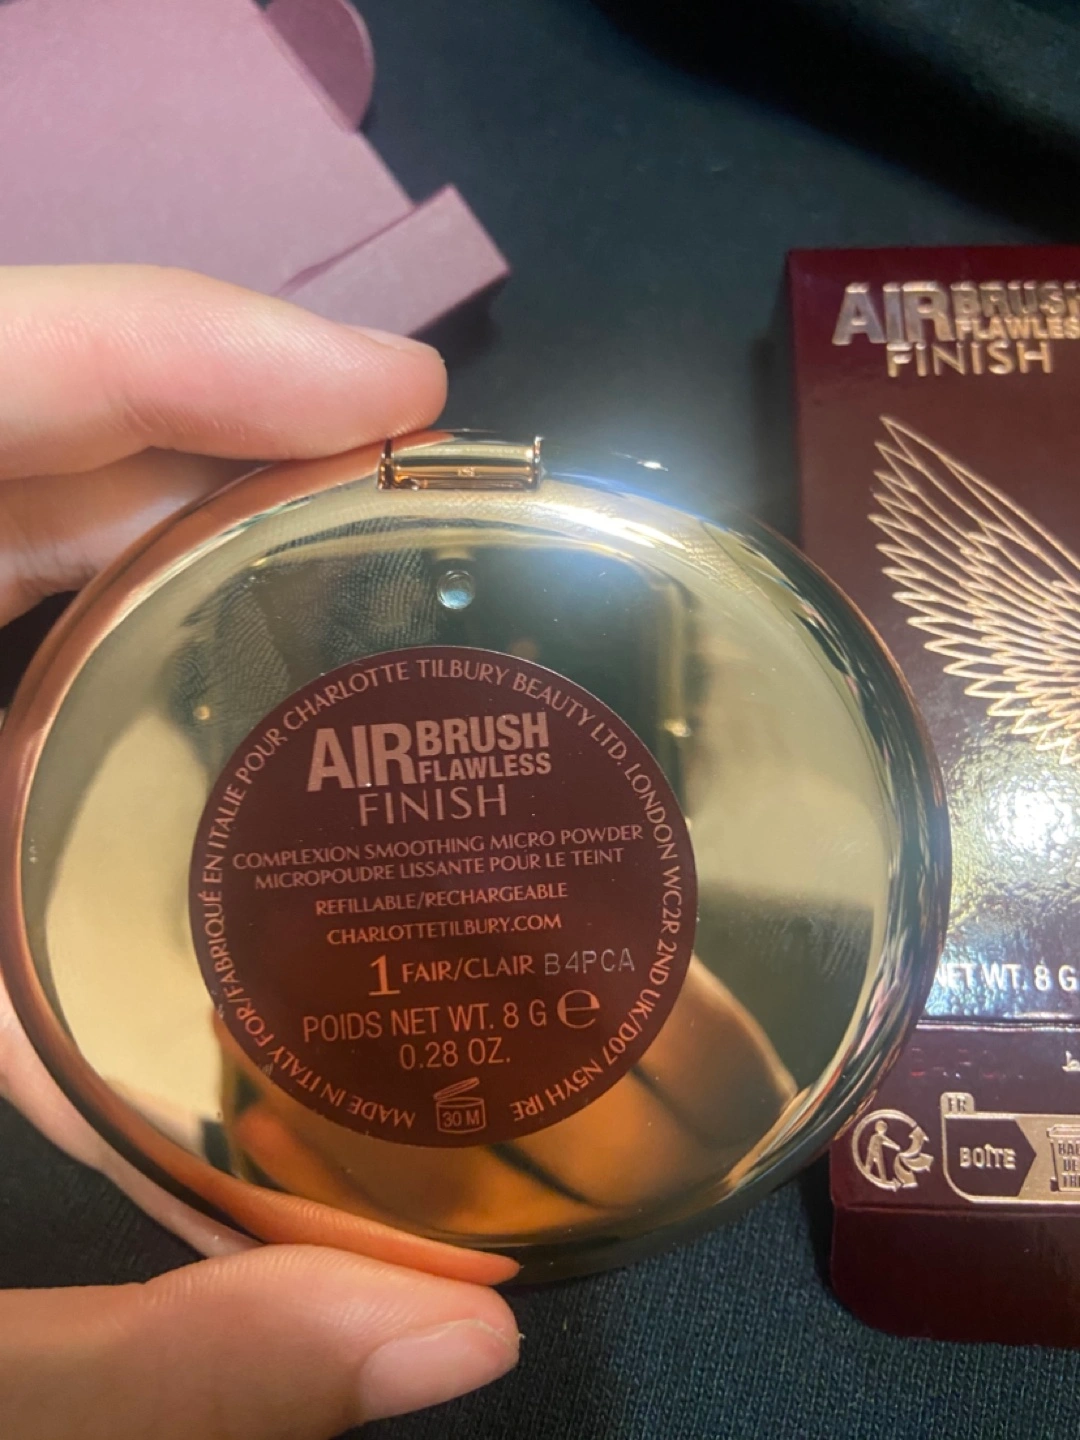 MADE IN ITALY FOR/FABRIQUÉ EN ITALIE POUR CHARLOTTE TILBURY BEAUTY LTD. LONDON WC2R 2ND UK/D07 N5YH IRE
AIRBRUSH
FLAWLESS
FINISH
COMPLEXION SMOOTHING MICRO POWDER
MICROPOUDRE LISSANTE POUR LE TEINT
REFILLABLE/RECHARGEABLE
CHARLOTTETILBURY.COM
1 FAIR/CLAIR B4PCA
POIDS NET WT. 8 G e
0.28 OZ.
30 M
AIRBRUSH
FLAWLESS
FINISH
NET WT. 8 G
FR
BOÎTE